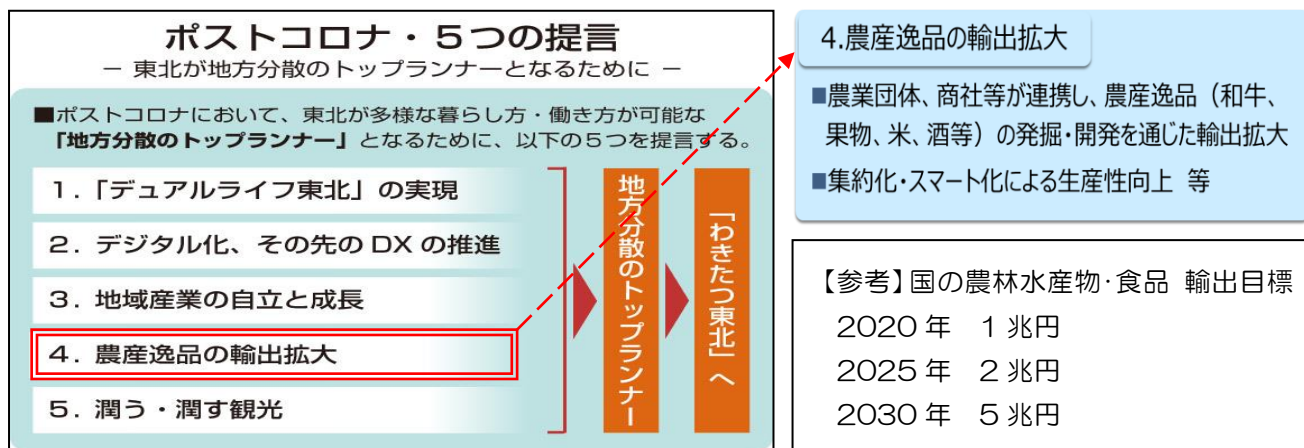 ポストコロナ・5つの提言
− 東北が地方分散のトップランナーとなるために −
■ポストコロナにおいて、東北が多様な暮らし方・働き方が可能な
「地方分散のトップランナー」となるために、以下の5つを提言する。
1.「デュアルライフ東北」の実現
2. デジタル化、その先の DX の推進
3. 地域産業の自立と成長
4. 農産逸品の輸出拡大
5. 潤う・潤す観光
地方分散のトップランナー
「わきたつ東北」へ
4.農産逸品の輸出拡大
■農業団体、商社等が連携し、農産逸品(和牛、
果物、米、酒等)の発掘・開発を通じた輸出拡大
■集約化・スマート化による生産性向上 等
【参考】国の農林水産物・食品 輸出目標
2020 年 1 兆円
2025 年 2 兆円
2030 年 5 兆円